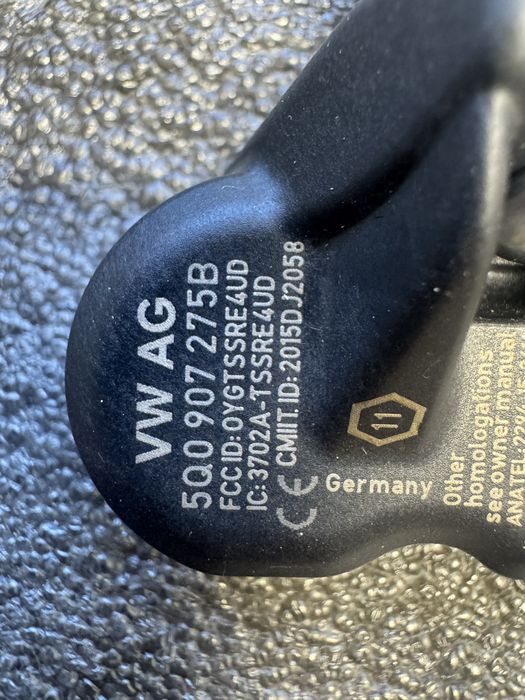 VW AG
5Q0 907 275B
FCC ID: OYGTSSRE4UD
IC: 3702A-TSSRE4UD
CE CMIIT. ID: 2015DJ2058
Germany
11
Other
homologations
see owner manual